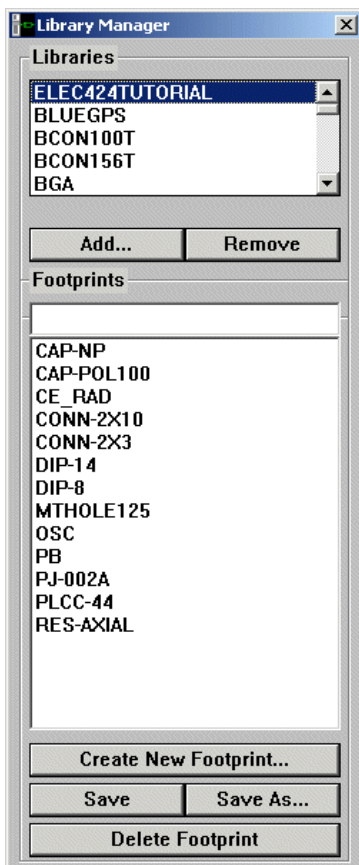 Library Manager
Libraries
ELEC424TUTORIAL
BLUEGPS
BCON100T
BCON156T
BGA
Add... Remove
Footprints
CAP-NP
CAP-POL100
CE_RAD
CONN-2X10
CONN-2X3
DIP-14
DIP-8
MTHOLE125
OSC
PB
PJ-002A
PLCC-44
RES-AXIAL
Create New Footprint...
Save Save As...
Delete Footprint